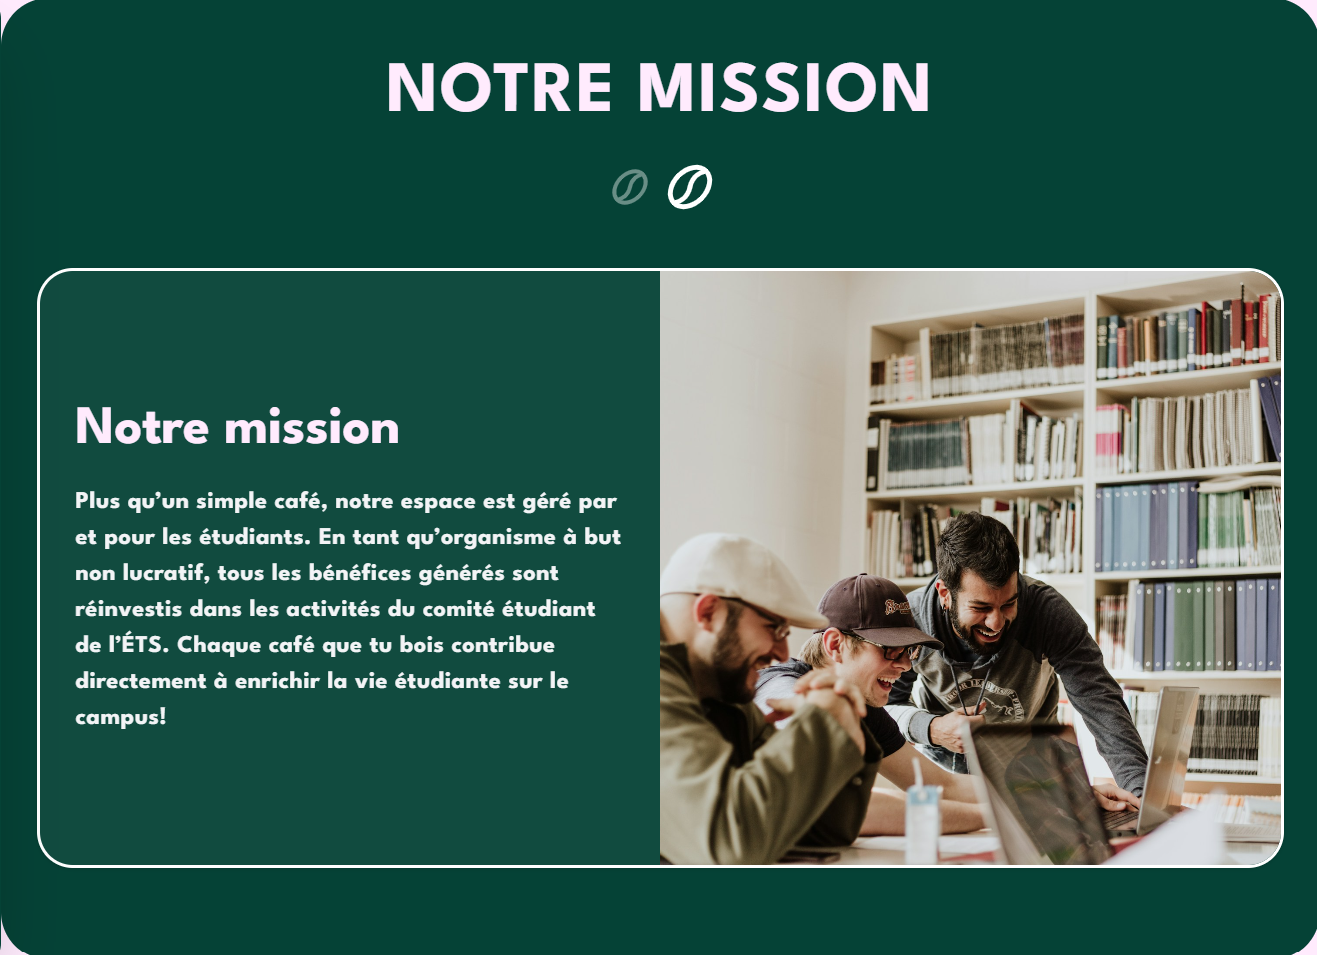 NOTRE MISSION
Notre mission
Plus qu’un simple café, notre espace est géré par
et pour les étudiants. En tant qu’organisme à but
non lucratif, tous les bénéfices générés sont
réinvestis dans les activités du comité étudiant
de l’ÉTS. Chaque café que tu bois contribue
directement à enrichir la vie étudiante sur le
campus!